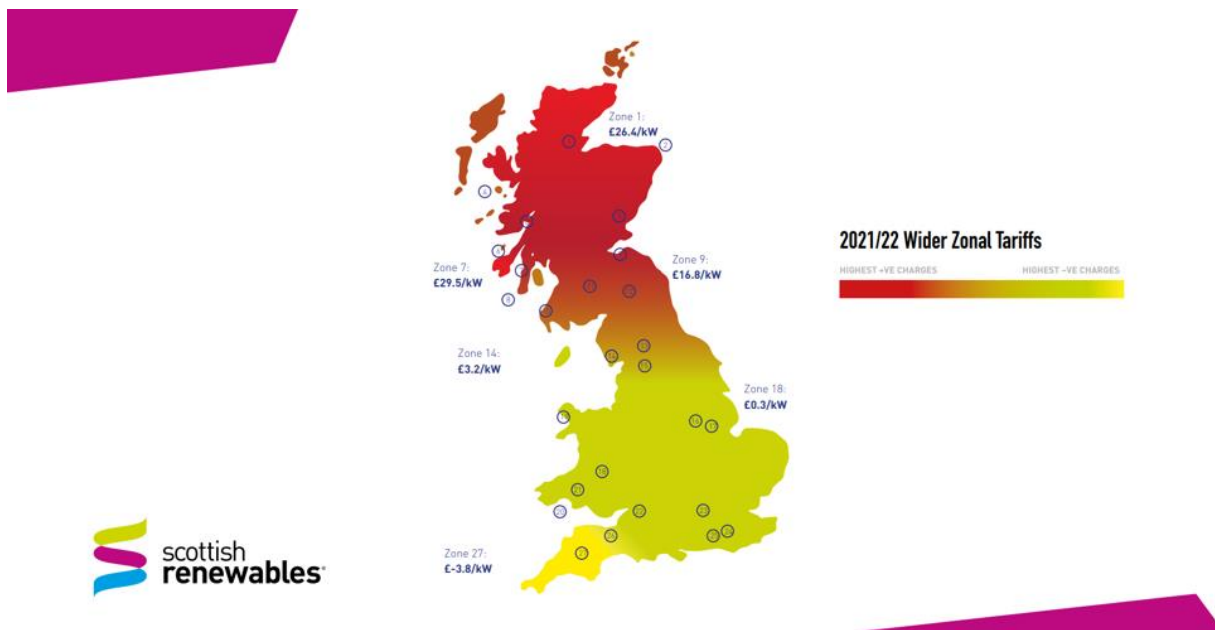 Zone 1:
£26.4/kW
2021/22 Wider Zonal Tariffs
HIGHEST +VE CHARGES
HIGHEST -VE CHARGES
Zone 7:
£29.5/kW
Zone 9:
£16.8/kW
Zone 14:
£3.2/kW
Zone 18:
£0.3/kW
Zone 27:
£-3.8/kW
scottish
renewables